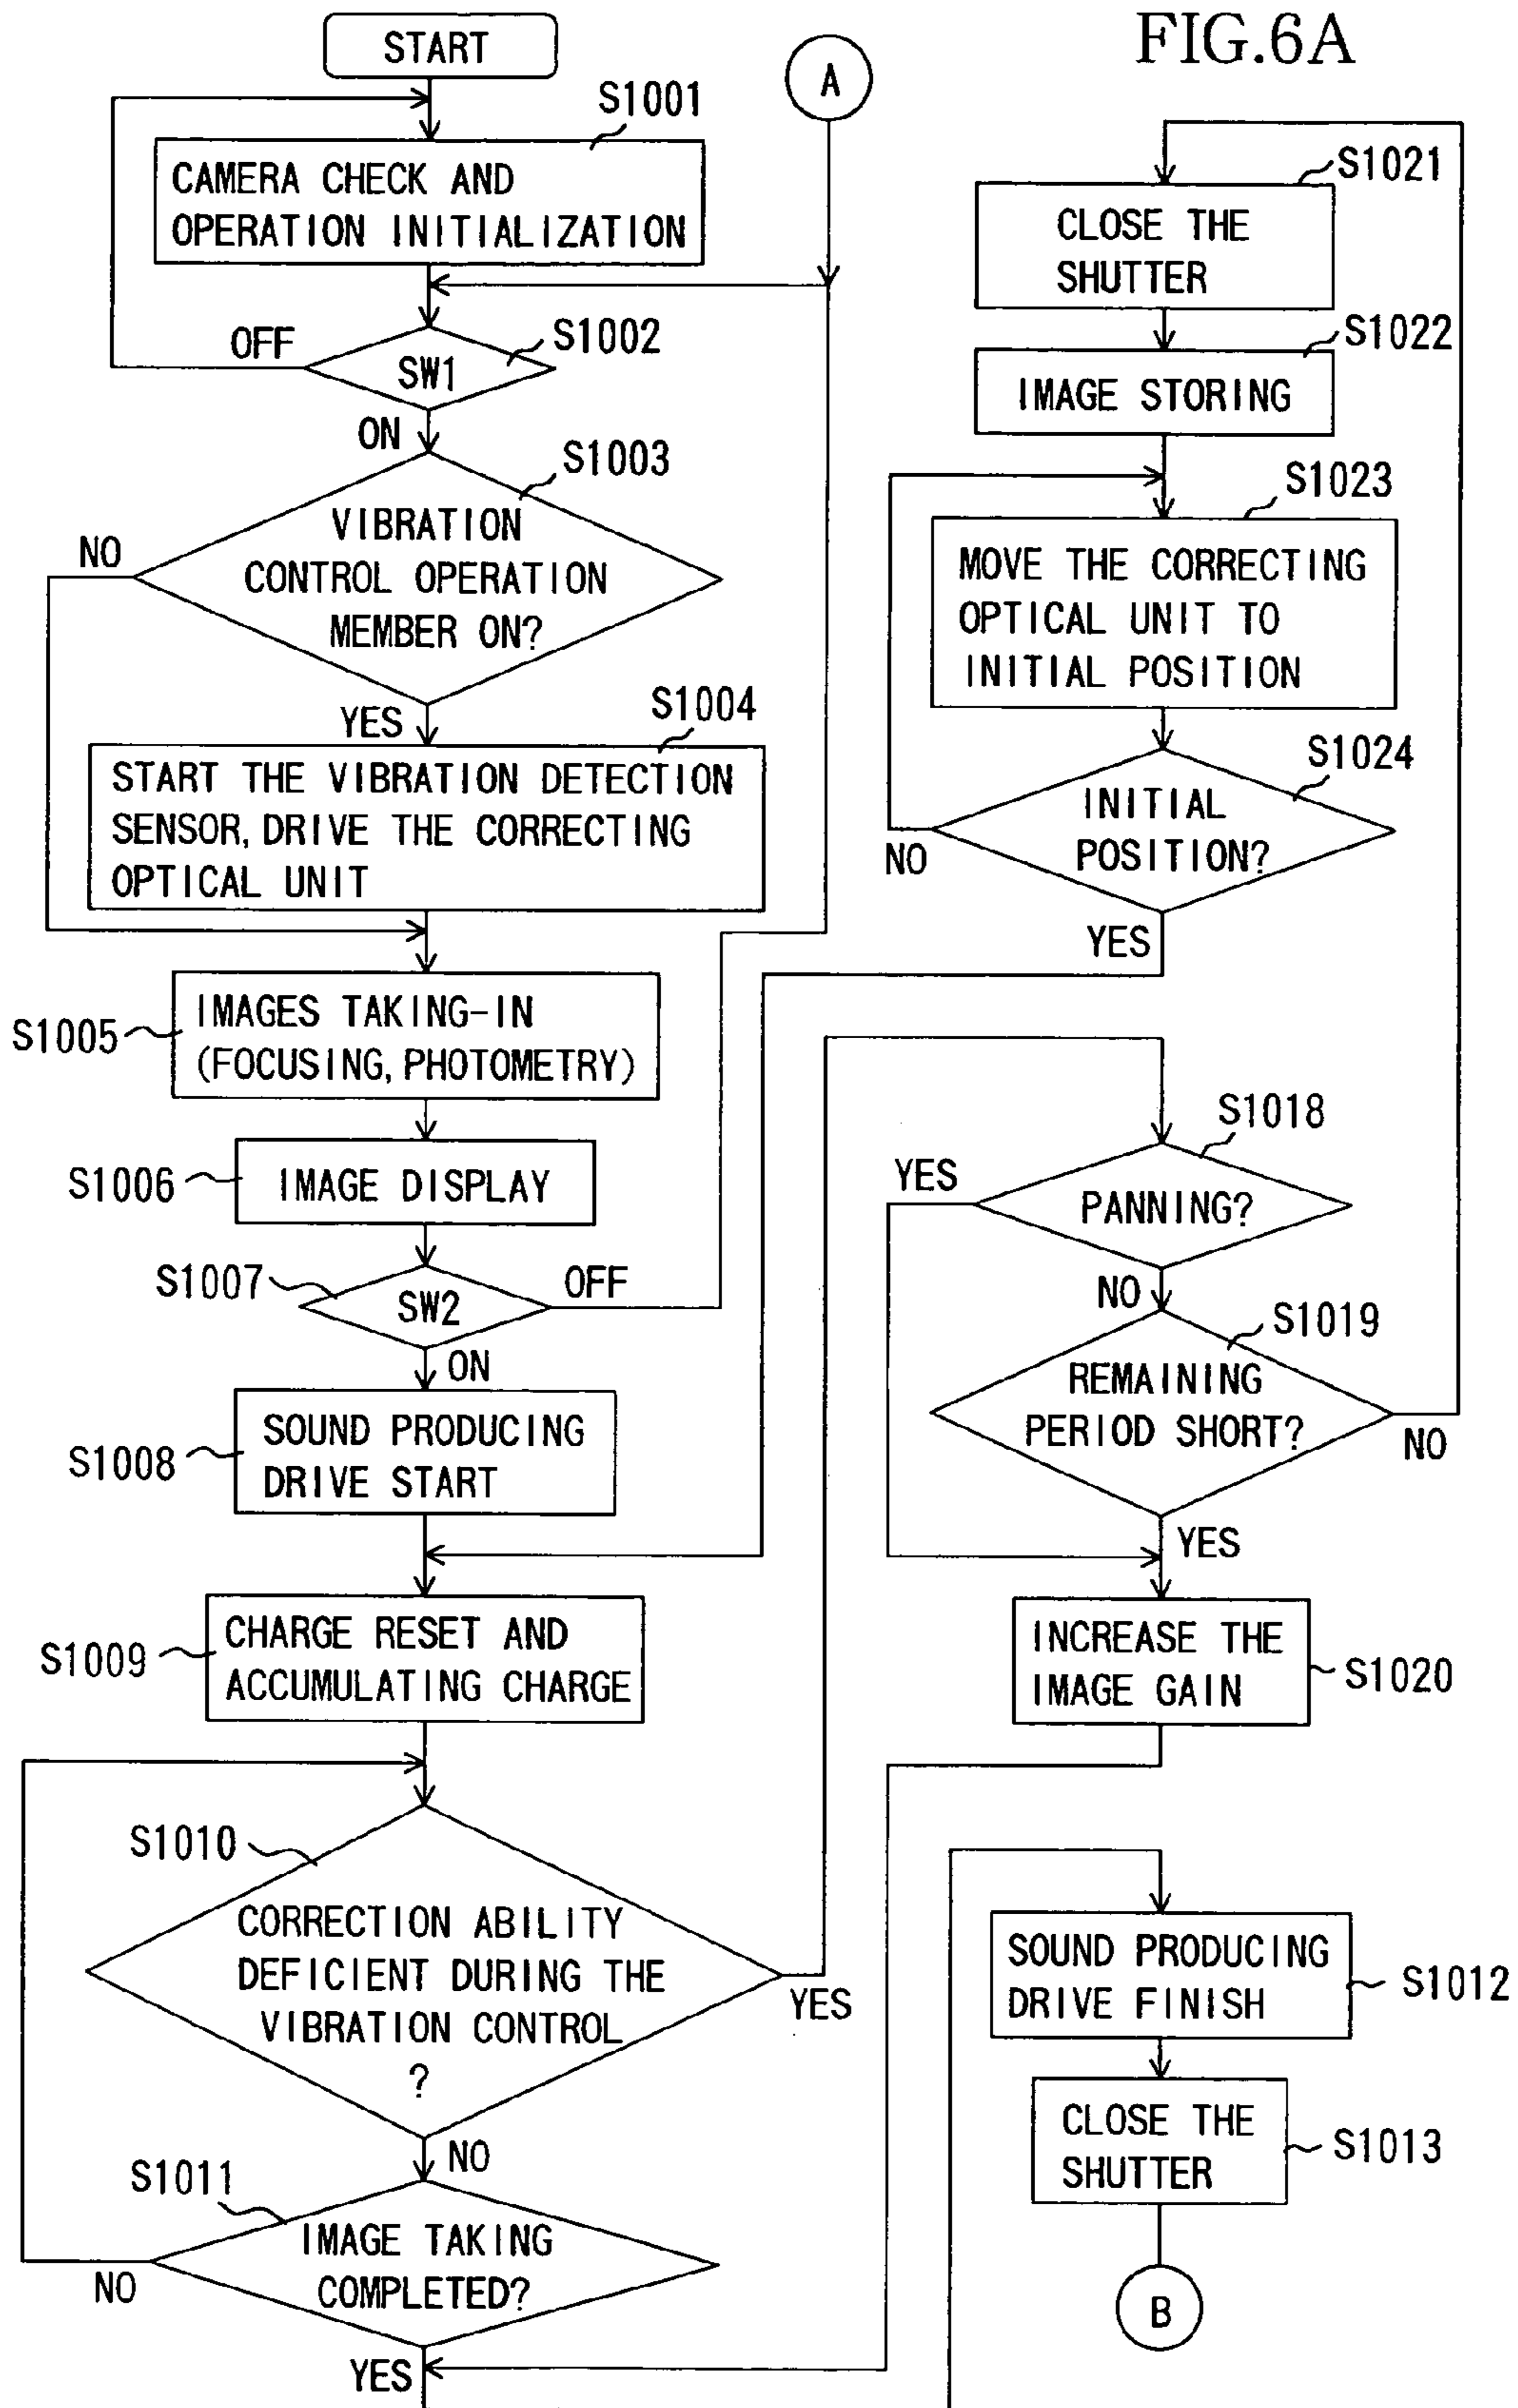 FIG.6A
START
S1001
CAMERA CHECK AND
OPERATION INITIALIZATION
OFF
S1002
SW1
ON
S1003
NO
VIBRATION
CONTROL OPERATION
MEMBER ON?
YES
S1004
START THE VIBRATION DETECTION
SENSOR, DRIVE THE CORRECTING
OPTICAL UNIT
S1005
IMAGES TAKING-IN
(FOCUSING, PHOTOMETRY)
S1006
IMAGE DISPLAY
S1007
SW2
OFF
ON
S1008
SOUND PRODUCING
DRIVE START
S1009
CHARGE RESET AND
ACCUMULATING CHARGE
S1010
CORRECTION ABILITY
DEFICIENT DURING THE
VIBRATION CONTROL
?
YES
NO
S1011
IMAGE TAKING
COMPLETED?
NO
YES
A
S1021
CLOSE THE
SHUTTER
S1022
IMAGE STORING
S1023
MOVE THE CORRECTING
OPTICAL UNIT TO
INITIAL POSITION
S1024
INITIAL
POSITION?
NO
YES
S1018
YES
PANNING?
NO
S1019
REMAINING
PERIOD SHORT?
NO
YES
INCREASE THE
IMAGE GAIN
S1020
SOUND PRODUCING
DRIVE FINISH
S1012
CLOSE THE
SHUTTER
S1013
B